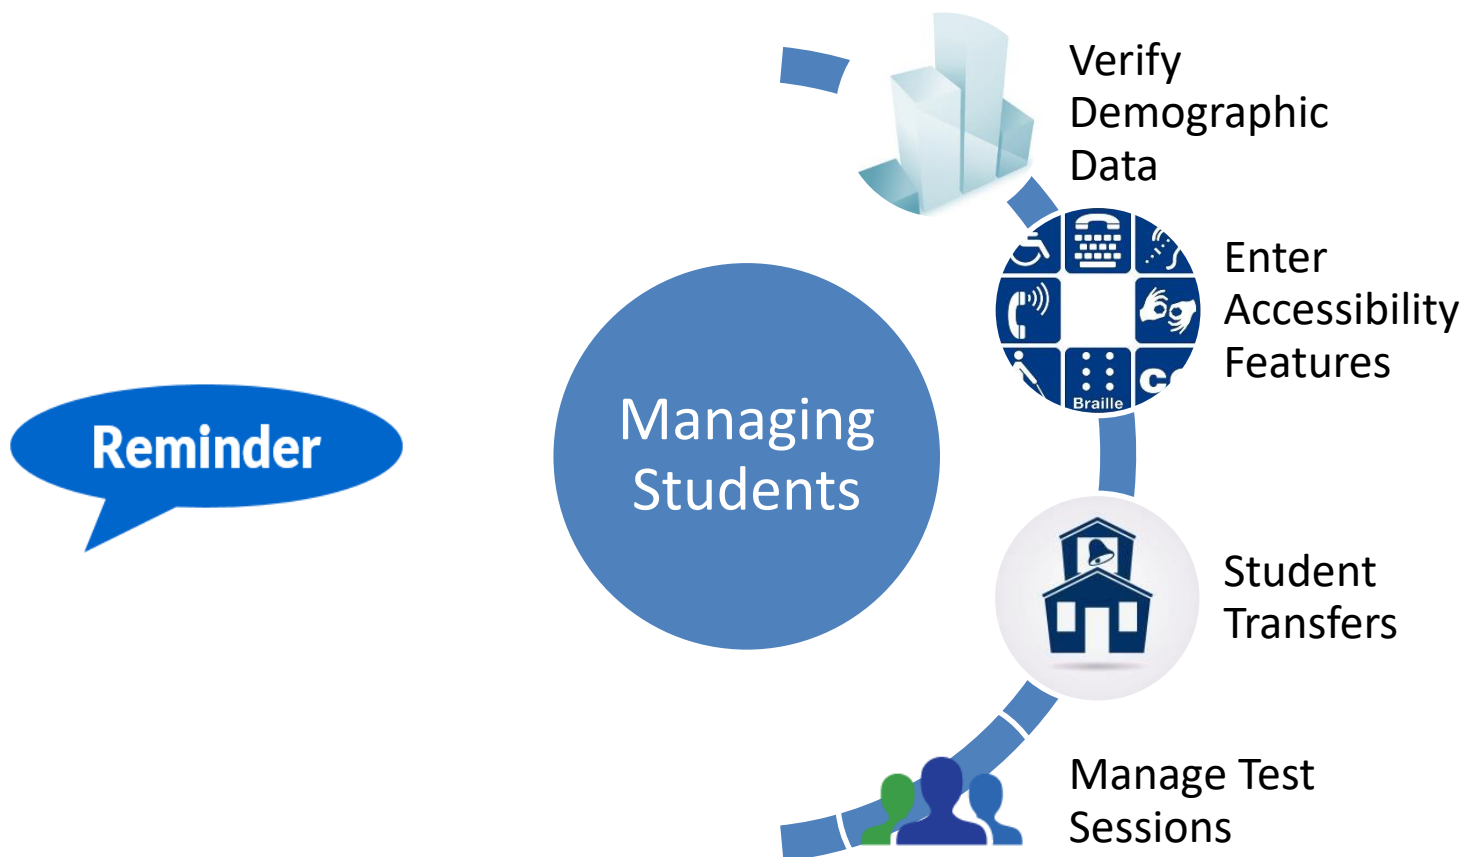 Reminder
Managing
Students
Verify
Demographic
Data
Braille
Enter
Accessibility
Features
Student
Transfers
Manage Test
Sessions